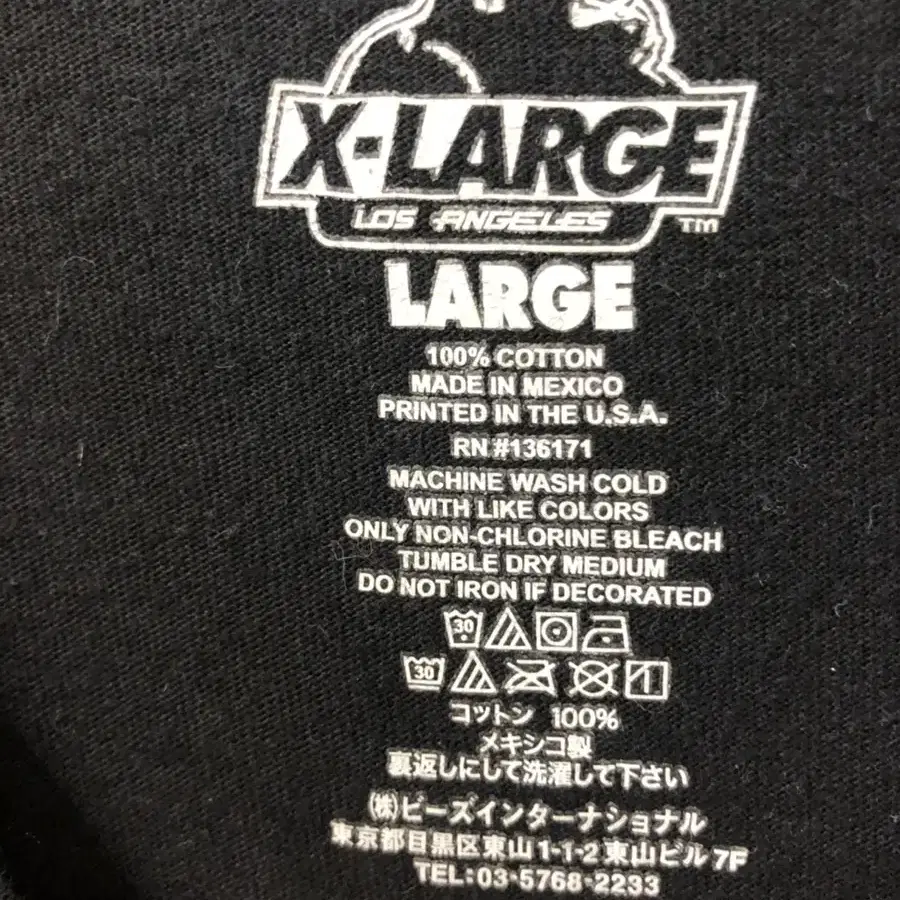 X-LARGE
LOS ANGELES TM
LARGE
100% COTTON
MADE IN MEXICO
PRINTED IN THE U.S.A.
RN #136171
MACHINE WASH COLD
WITH LIKE COLORS
ONLY NON-CHLORINE BLEACH
TUMBLE DRY MEDIUM
DO NOT IRON IF DECORATED
30
30
コットン 100%
メキシコ製
裏返しにして洗濯して下さい
㈱ビーズインターナショナル
東京都目黒区東山1-1-2東山ビル7F
TEL:03-5768-2233